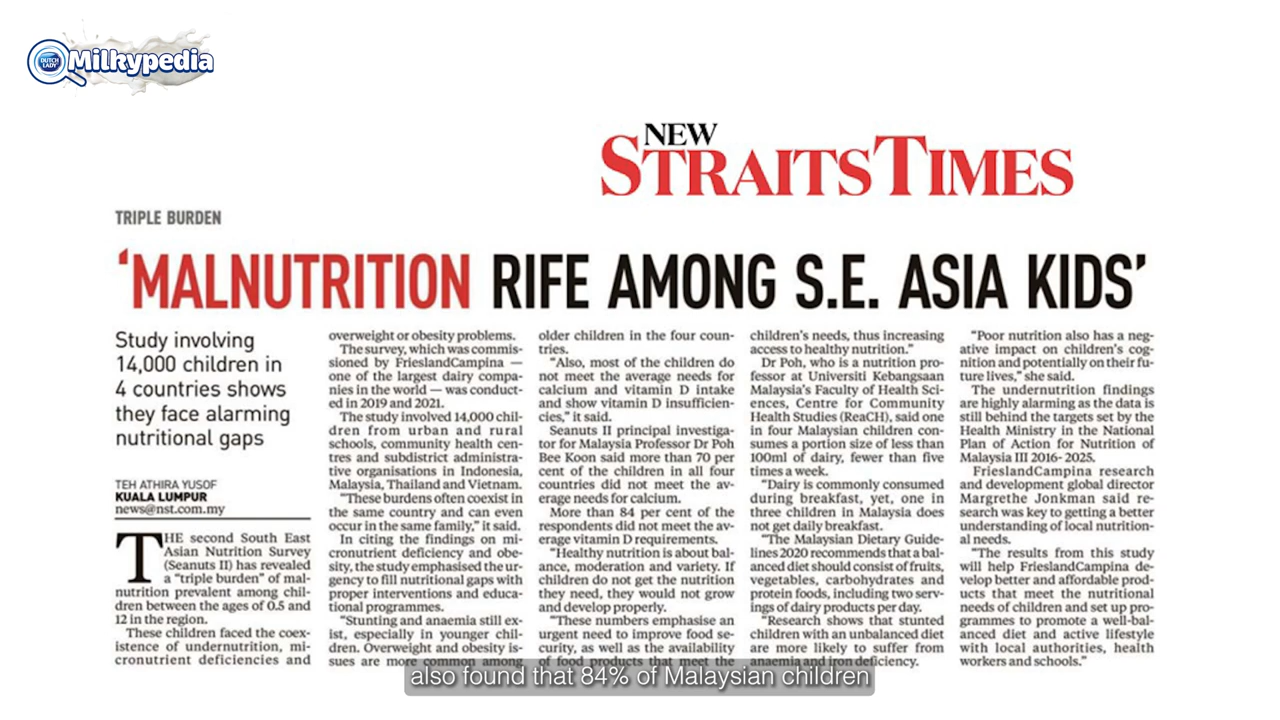 DUTCH LADY
Milkypedia
NEW
STRAITS TIMES
TRIPLE BURDEN
‘MALNUTRITION RIFE AMONG S.E. ASIA KIDS’
Study involving
14,000 children in
4 countries shows
they face alarming
nutritional gaps
TEH ATHIRA YUSOF
KUALA LUMPUR
news@nst.com.my
THE second South East
Asian Nutrition Survey
(Seanuts II) has revealed
a “triple burden” of mal-
nutrition prevalent among chil-
dren between the ages of 0.5 and
12 in the region.
These children faced the coex-
istence of undernutrition, mi-
cronutrient deficiencies and
overweight or obesity problems.
The survey, which was commis-
sioned by FrieslandCampina —
one of the largest dairy compa-
nies in the world — was conduct-
ed in 2019 and 2021.
The study involved 14,000 chil-
dren from urban and rural
schools, community health cen-
tres and subdistrict administra-
tive organisations in Indonesia,
Malaysia, Thailand and Vietnam.
“These burdens often coexist in
the same country and can even
occur in the same family,” it said.
In citing the findings on mi-
cronutrient deficiency and obe-
sity, the study emphasised the ur-
gency to fill nutritional gaps with
proper interventions and educa-
tional programmes.
“Stunting and anaemia still ex-
ist, especially in younger chil-
dren. Overweight and obesity is-
sues are more common among
older children in the four coun-
tries.
“Also, most of the children do
not meet the average needs for
calcium and vitamin D intake
and show vitamin D insufficien-
cies,” it said.
Seanuts II principal investiga-
tor for Malaysia Professor Dr Poh
Bee Koon said more than 70 per
cent of the children in all four
countries did not meet the av-
erage needs for calcium.
More than 84 per cent of the
respondents did not meet the av-
erage vitamin D requirements.
“Healthy nutrition is about bal-
ance, moderation and variety. If
children do not get the nutrition
they need, they would not grow
and develop properly.
“These numbers emphasise an
urgent need to improve food se-
curity, as well as the availability
of food products that meet the
children’s needs, thus increasing
access to healthy nutrition.”
Dr Poh, who is a nutrition pro-
fessor at Universiti Kebangsaan
Malaysia’s Faculty of Health Sci-
ences, Centre for Community
Health Studies (ReaCH), said one
in four Malaysian children con-
sumes a portion size of less than
100ml of dairy, fewer than five
times a week.
“Dairy is commonly consumed
during breakfast, yet, one in
three children in Malaysia does
not get daily breakfast.
“The Malaysian Dietary Guide-
lines 2020 recommends that a bal-
anced diet should consist of fruits,
vegetables, carbohydrates and
protein foods, including two serv-
ings of dairy products per day.
“Research shows that stunted
children with an unbalanced diet
are more likely to suffer from
anaemia and iron deficiency.
“Poor nutrition also has a neg-
ative impact on children’s cog-
nition and potentially on their fu-
ture lives,” she said.
The undernutrition findings
are highly alarming as the data is
still behind the targets set by the
Health Ministry in the National
Plan of Action for Nutrition of
Malaysia III 2016- 2025.
FrieslandCampina research
and development global director
Margrethe Jonkman said re-
search was key to getting a better
understanding of local nutrition-
al needs.
“The results from this study
will help FrieslandCampina de-
velop better and affordable prod-
ucts that meet the nutritional
needs of children and set up pro-
grammes to promote a well-bal-
anced diet and active lifestyle
with local authorities, health
workers and schools.”
also found that 84% of Malaysian children